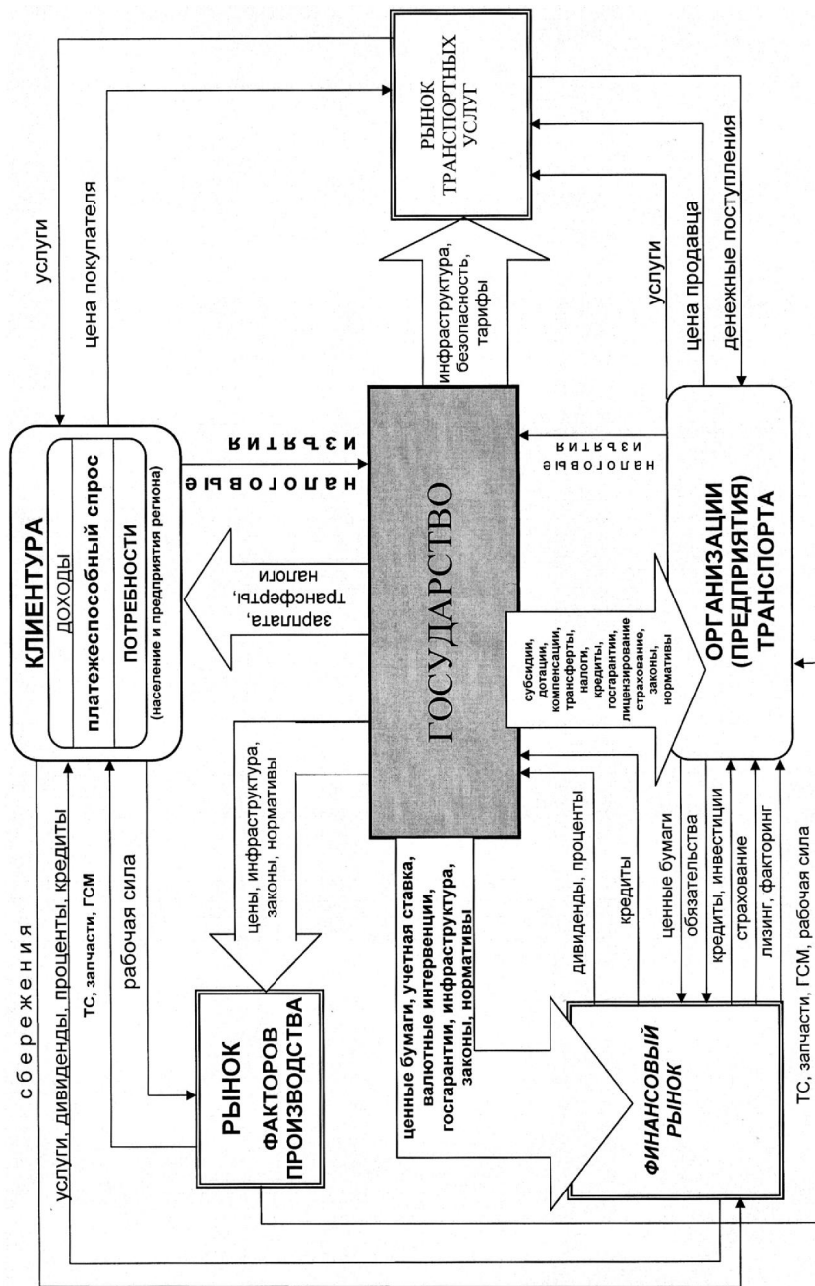 сбережения
услуги, дивиденды, проценты, кредиты
ТС, запчасти, ГСМ
рабочая сила
КЛИЕНТУРА
ДОХОДЫ
платежеспособный спрос
ПОТРЕБНОСТИ
(население и предприятия региона)
услуги
цена покупателя
РЫНОК
ФАКТОРОВ
ПРОИЗВОДСТВА
цены, инфраструктура,
законы, нормативы
зарплата,
трансферты,
налоги
НАЛОГОВЫЕ
ИЗЪЯТИЯ
РЫНОК
ТРАНСПОРТНЫХ
УСЛУГ
ГОСУДАРСТВО
инфраструктура,
безопасность,
тарифы
ценные бумаги, учетная ставка,
валютные интервенции,
госгарантии, инфраструктура,
законы, нормативы
дивиденды, проценты
кредиты
субсидии,
дотации,
компенсации,
трансферты,
налоги,
кредиты,
госгарантии,
лицензирование
страхование,
законы,
нормативы
НАЛОГОВЫЕ
ИЗЪЯТИЯ
услуги
цена продавца
денежные поступления
ФИНАНСОВЫЙ
РЫНОК
ценные бумаги
обязательства
кредиты, инвестиции
страхование
лизинг, факторинг
ОРГАНИЗАЦИИ
(ПРЕДПРИЯТИЯ)
ТРАНСПОРТА
ТС, запчасти, ГСМ, рабочая сила